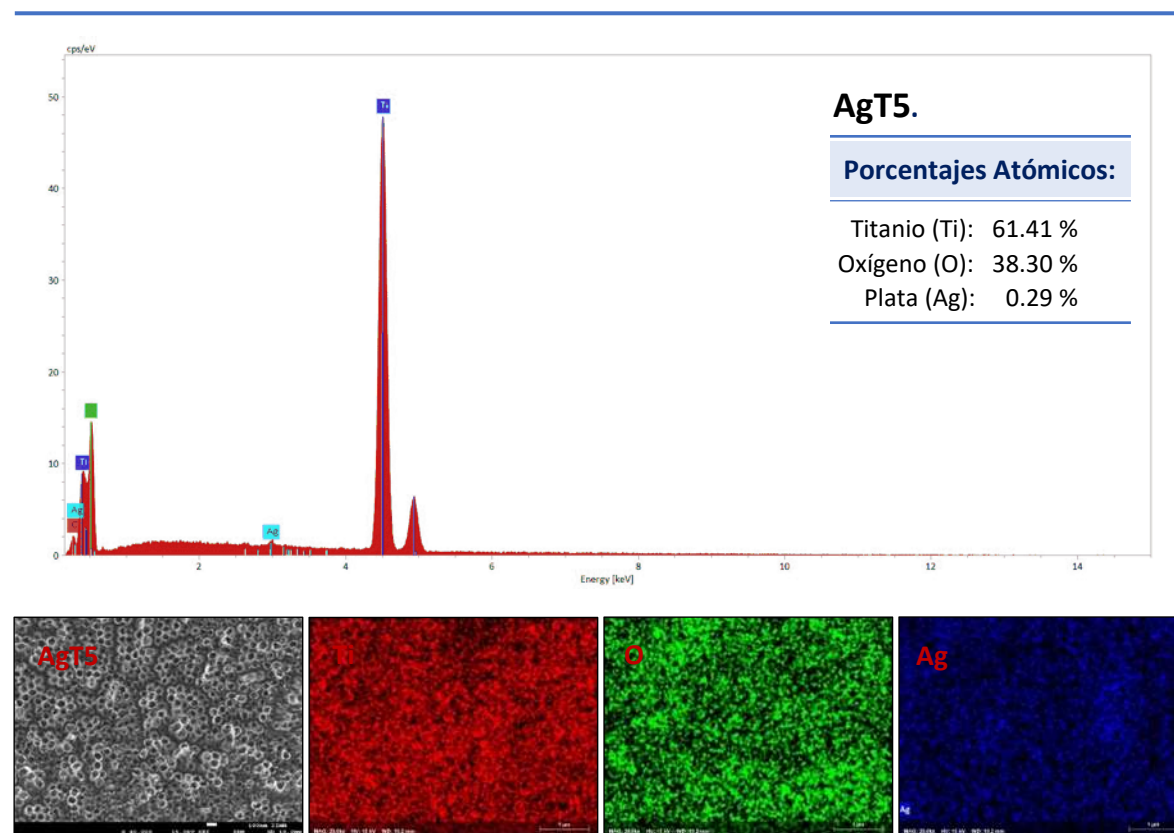 cps/eV
50
40
30
20
10
0
Ti
Ti
Ag
C
Ag
2
4
6
8
10
12
14
Energy [keV]
AgT5.
Porcentajes Atómicos:
Titanio (Ti): 61.41 %
Oxígeno (O): 38.30 %
Plata (Ag): 0.29 %
AgT5
Ti
O
Ag
Ag
1 µm